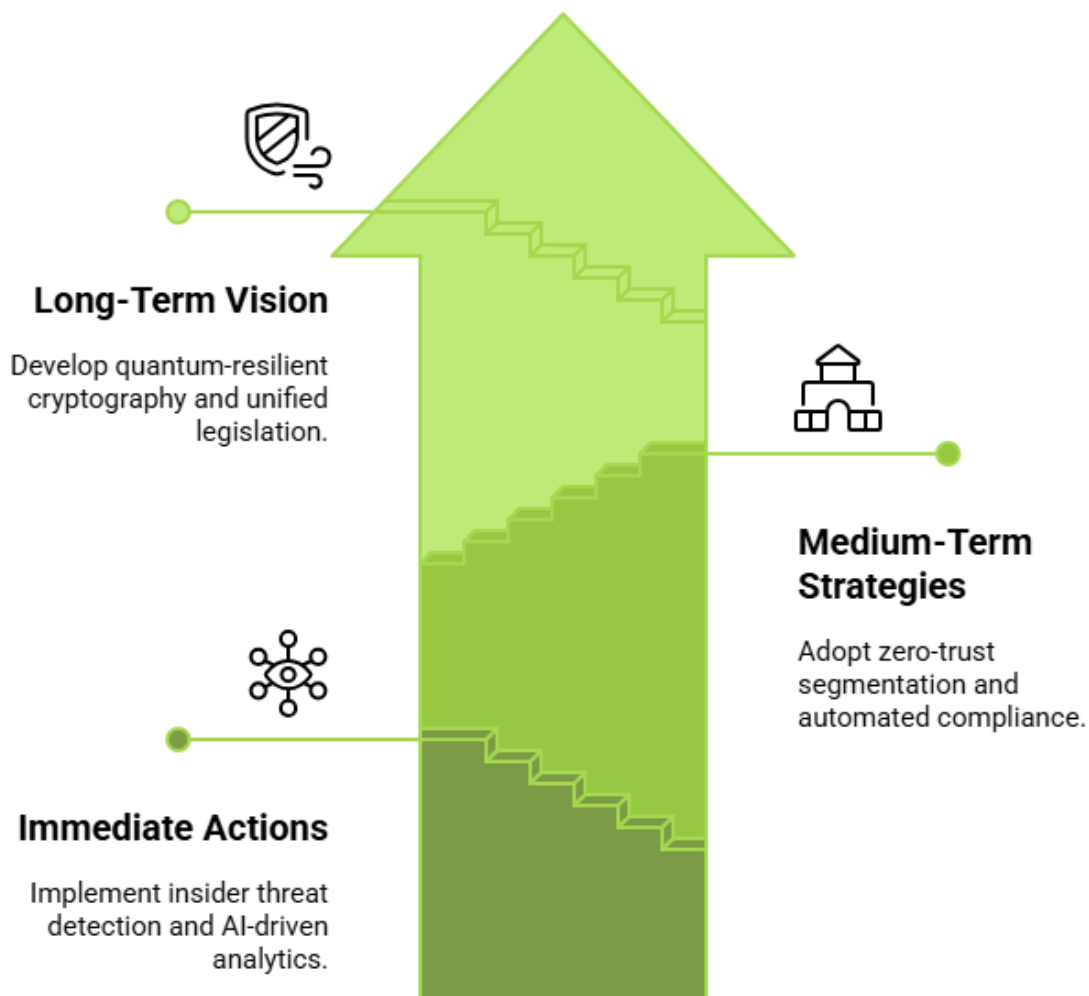 Long-Term Vision
Develop quantum-resilient
cryptography and unified
legislation.
Medium-Term
Strategies
Adopt zero-trust
segmentation and
automated compliance.
Immediate Actions
Implement insider threat
detection and AI-driven
analytics.